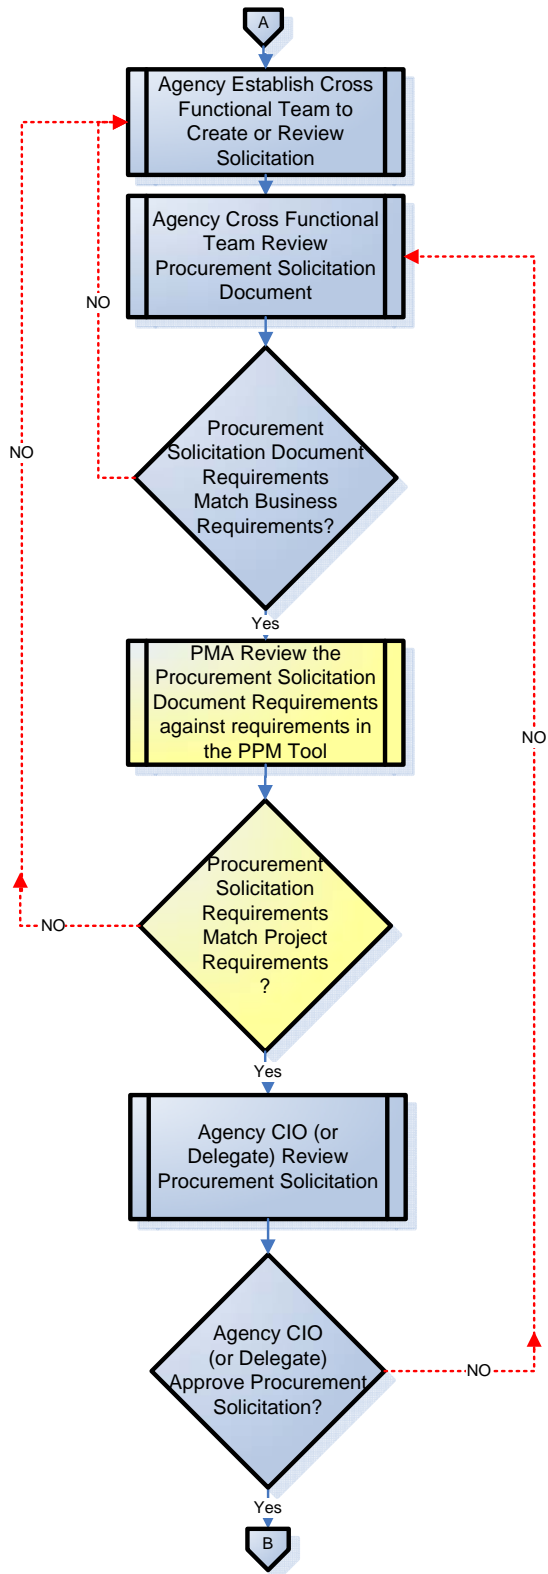 A
Agency Establish Cross
Functional Team to
Create or Review
Solicitation
Agency Cross Functional
Team Review
Procurement Solicitation
Document
NO
NO
Procurement
Solicitation Document
Requirements
Match Business
Requirements?
Yes
PMA Review the
Procurement Solicitation
Document Requirements
against requirements in
the PPM Tool
NO
Procurement
Solicitation
Requirements
Match Project
Requirements
?
NO
Yes
Agency CIO (or
Delegate) Review
Procurement Solicitation
Agency CIO
(or Delegate)
Approve Procurement
Solicitation?
NO
Yes
B